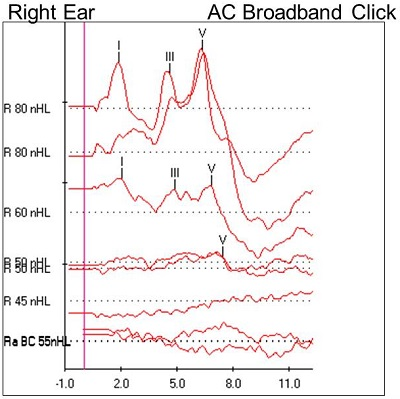 Right Ear AC Broadband Click
V
I
III
R 80 nHL
R 80 nHL
I
III
V
R 60 nHL
V
R 50 nHL
R 50 nHL
R 45 nHL
BC 55nHL
-1.0 2.0 5.0 8.0 11.0